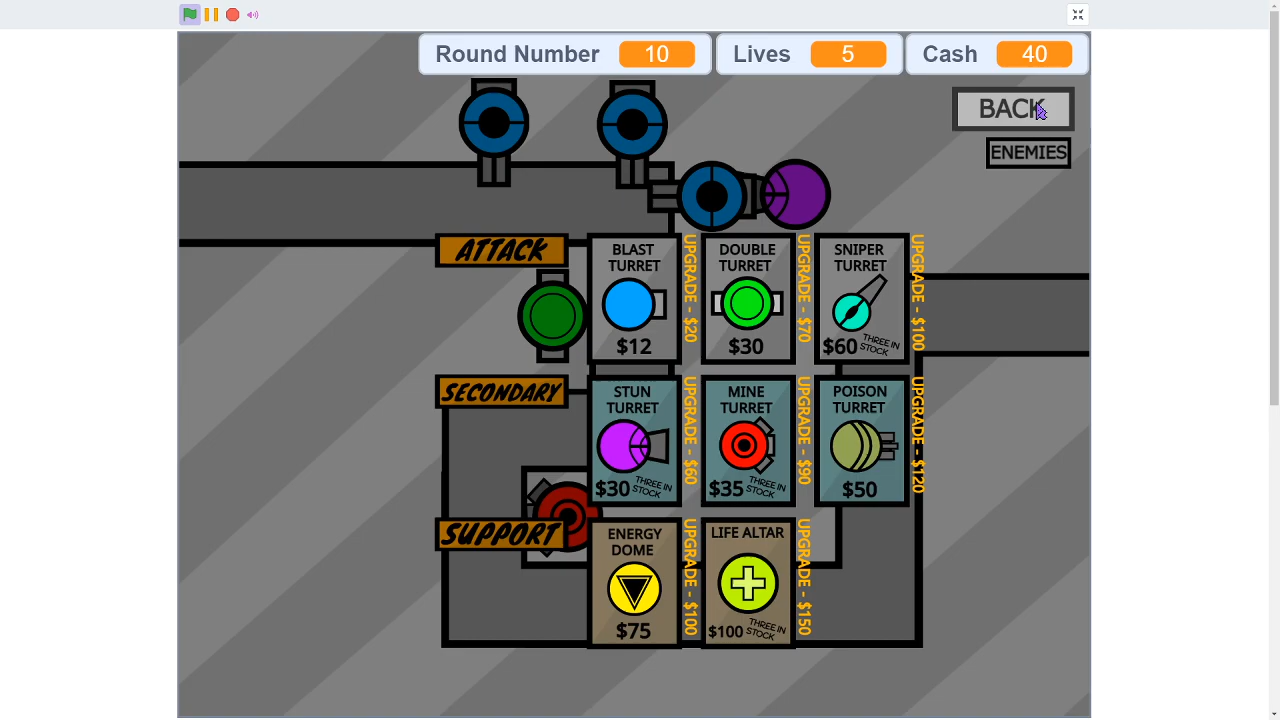 Round Number 10 Lives 5 Cash 40
BACK
ENEMIES
ATTACK
BLAST
TURRET
$12
UPGRADE - $20
DOUBLE
TURRET
$30
UPGRADE - $70
SNIPER
TURRET
$60 THREE IN
STOCK
UPGRADE - $100
SECONDARY
STUN
TURRET
$30 THREE IN
STOCK
UPGRADE - $60
MINE
TURRET
$35 THREE IN
STOCK
UPGRADE - $90
POISON
TURRET
$50
UPGRADE - $120
SUPPORT
ENERGY
DOME
$75
UPGRADE - $100
LIFE ALTAR
$100 THREE IN
STOCK
UPGRADE - $150